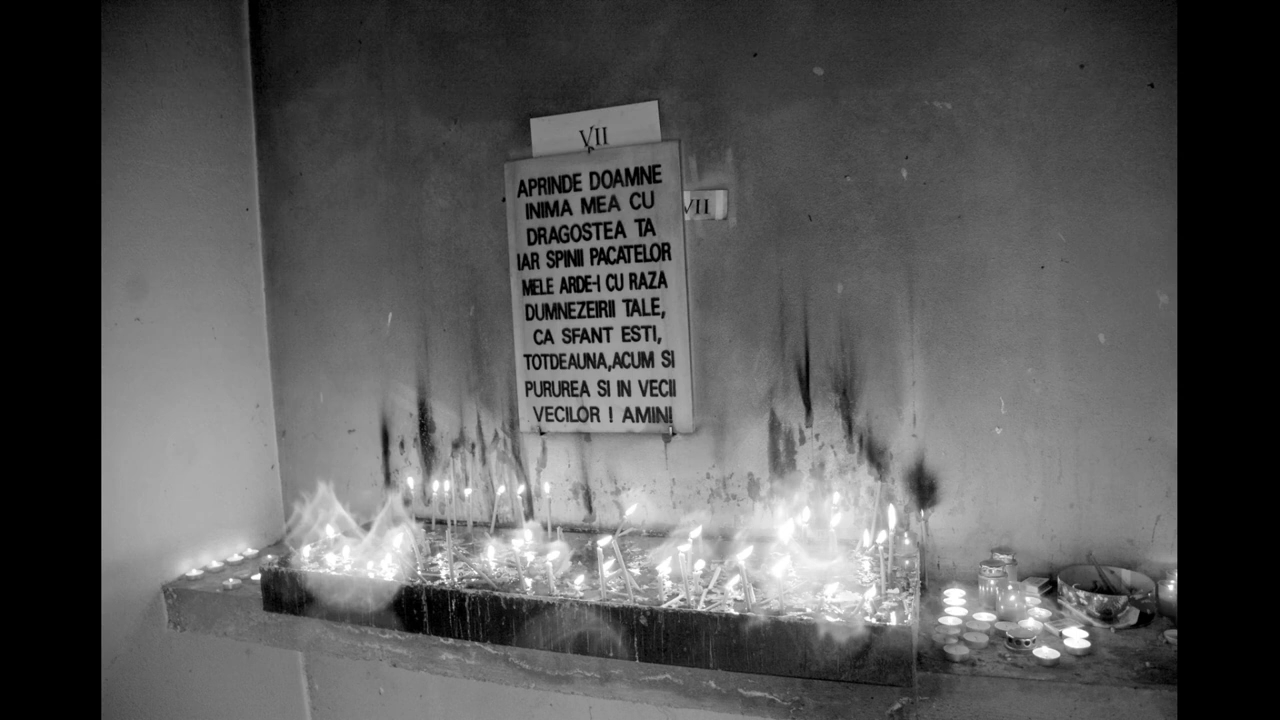 VII
APRINDE DOAMNE
INIMA MEA CU
DRAGOSTEA TA
VII
IAR SPINII PACATELOR
MELE ARDE-I CU RAZA
DUMNEZEIRII TALE,
CA SFANT ESTI,
TOTDEAUNA,ACUM SI
PURUREA SI IN VECII
VECILOR ! AMIN!